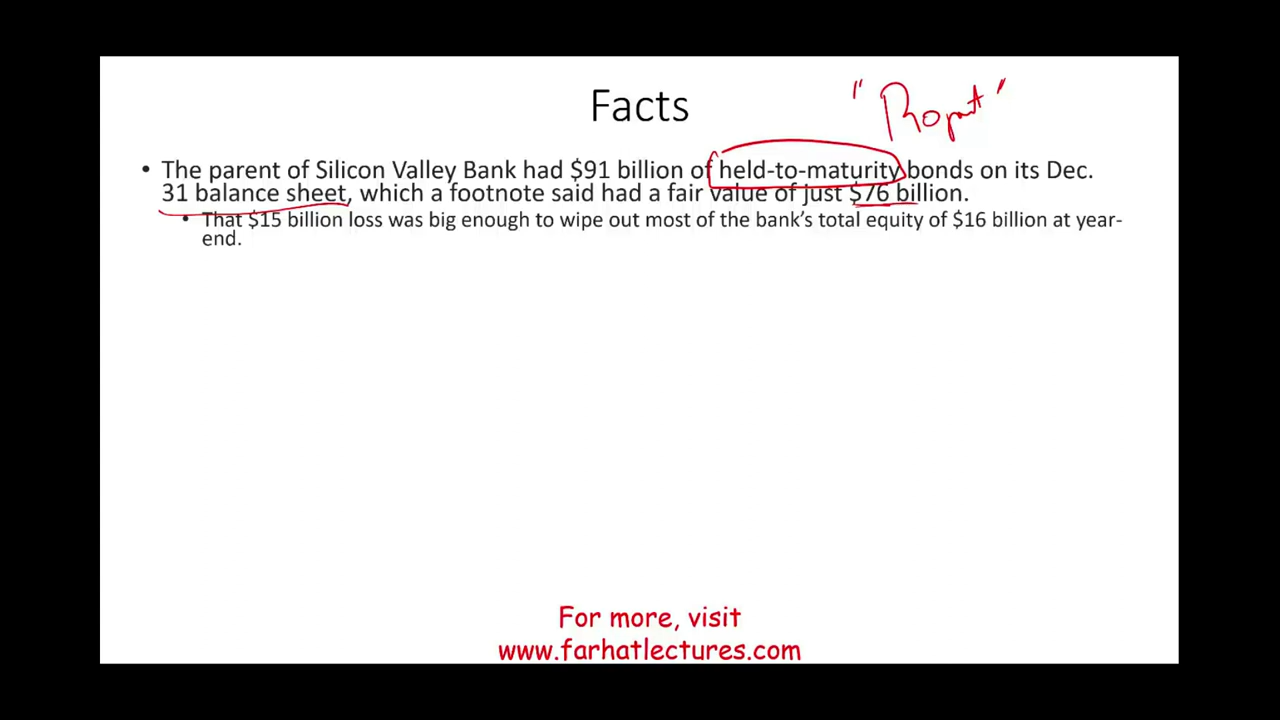 Facts
• The parent of Silicon Valley Bank had $91 billion of held-to-maturity bonds on its Dec.
31 balance sheet, which a footnote said had a fair value of just $76 billion.
• That $15 billion loss was big enough to wipe out most of the bank’s total equity of $16 billion at year-
end.
For more, visit
www.farhatlectures.com